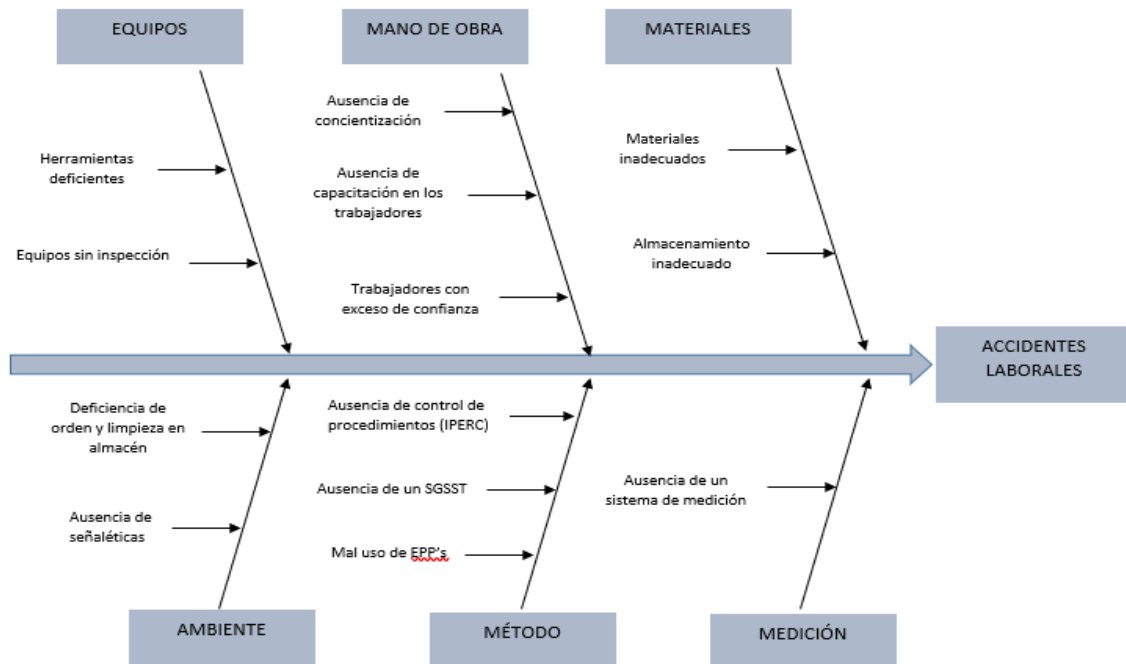 EQUIPOS
MANO DE OBRA
MATERIALES
Herramientas
deficientes
Equipos sin inspección
Ausencia de
concientización
Ausencia de
capacitación en los
trabajadores
Trabajadores con
exceso de confianza
Materiales
inadecuados
Almacenamiento
inadecuado
ACCIDENTES
LABORALES
Deficiencia de
orden y limpieza en
almacén
Ausencia de
señaléticas
Ausencia de control de
procedimientos (IPERC)
Ausencia de un SGSST
Mal uso de EPP's
Ausencia de un
sistema de medición
AMBIENTE
MÉTODO
MEDICIÓN